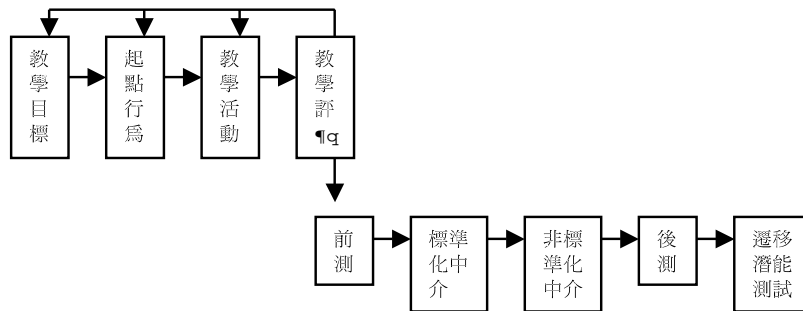 教
學
目
標
起
點
行
為
教
學
活
動
教
學
評
¶q
前
測
標準
化中
介
非標
準化
中介
後
測
遷移
潛能
測試